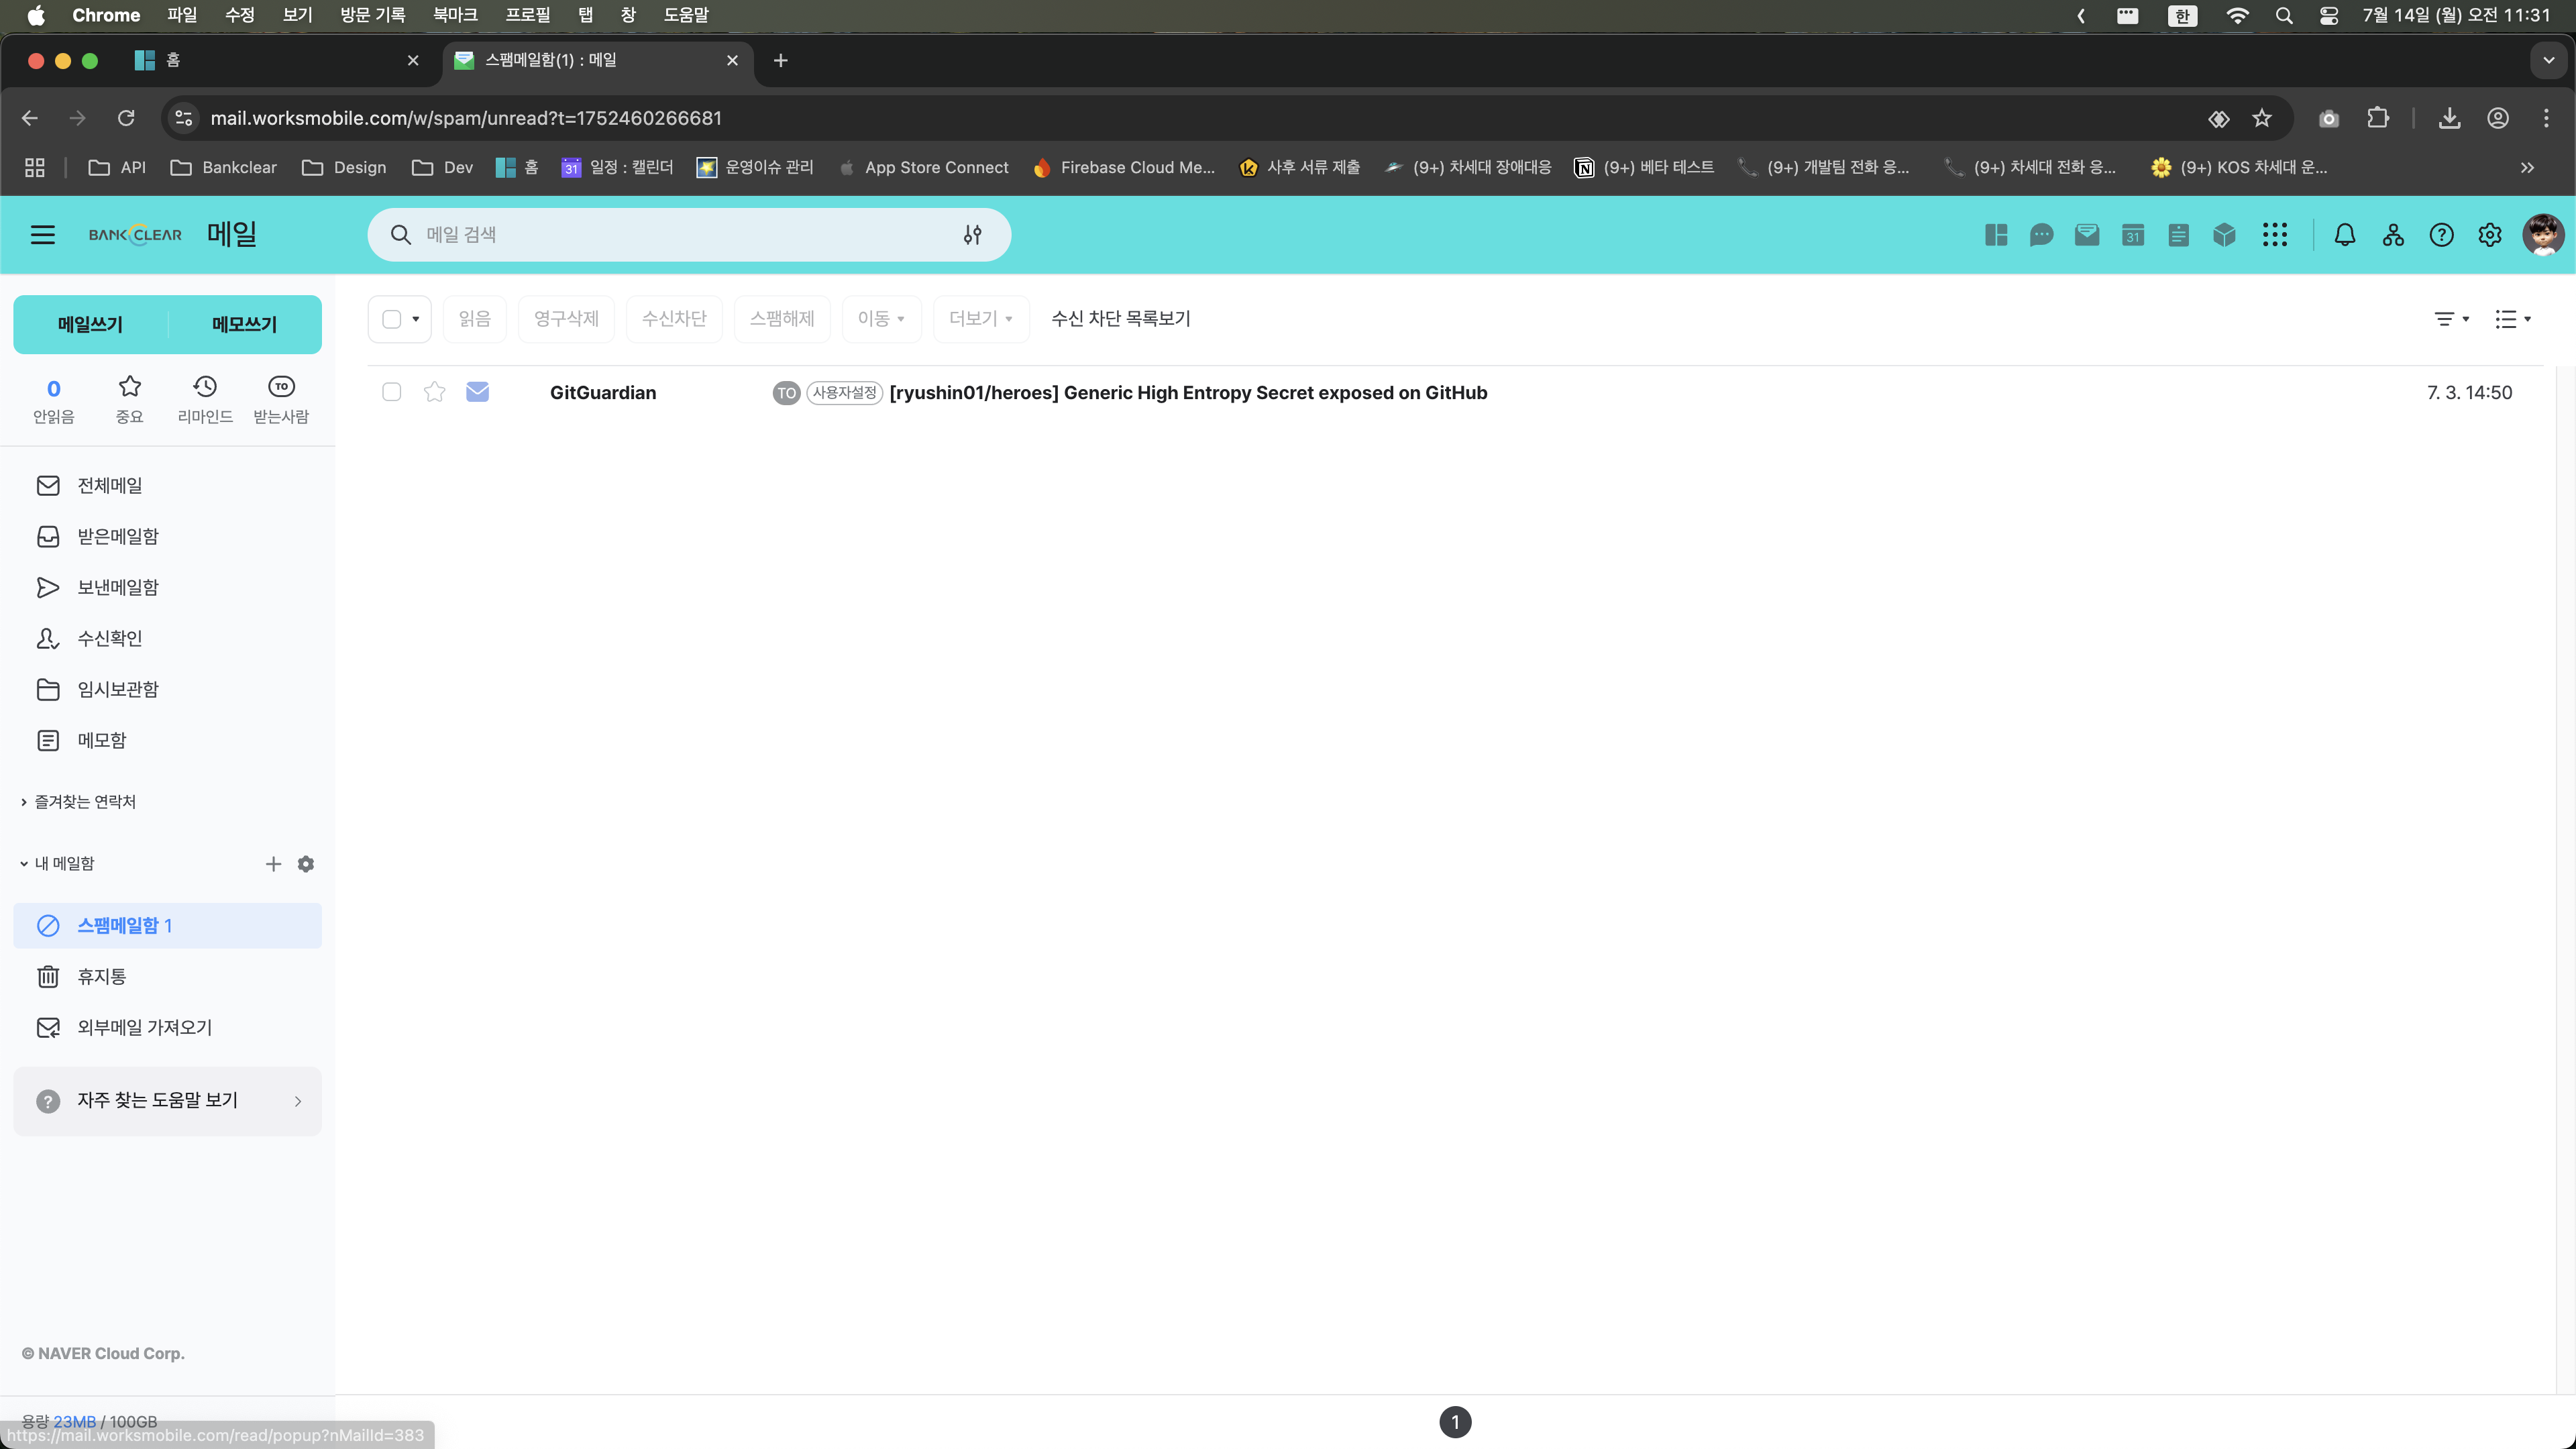 Chrome 파일 수정 보기 방문 기록 북마크 프로필 탭 창 도움말 한 7월 14일 (월) 오전 11:31
홈 스팸메일함(1) : 메일
mail.worksmobile.com/w/spam/unread?t=1752460266681
API Bankclear Design Dev 홈 31 일정 : 캘린더 운영이슈 관리 App Store Connect Firebase Cloud Me... 사후 서류 제출 (9+) 차세대 장애대응 (9+) 베타 테스트 (9+) 개발팀 전화 응... (9+) 차세대 전화 응... (9+) KOS 차세대 운...
BANKCLEAR 메일 메일 검색 31
메일쓰기 메모쓰기
읽음 영구삭제 수신차단 스팸해제 이동 더보기 수신 차단 목록보기
0 안읽음
중요
리마인드
TO 받는사람
GitGuardian TO 사용자설정 [ryushin01/heroes] Generic High Entropy Secret exposed on GitHub 7. 3. 14:50
전체메일
받은메일함
보낸메일함
수신확인
임시보관함
메모함
즐겨찾는 연락처
내 메일함
스팸메일함 1
휴지통
외부메일 가져오기
자주 찾는 도움말 보기
© NAVER Cloud Corp.
용량 23MB / 100GB
1
https://mail.worksmobile.com/read/popup?nMailId=383